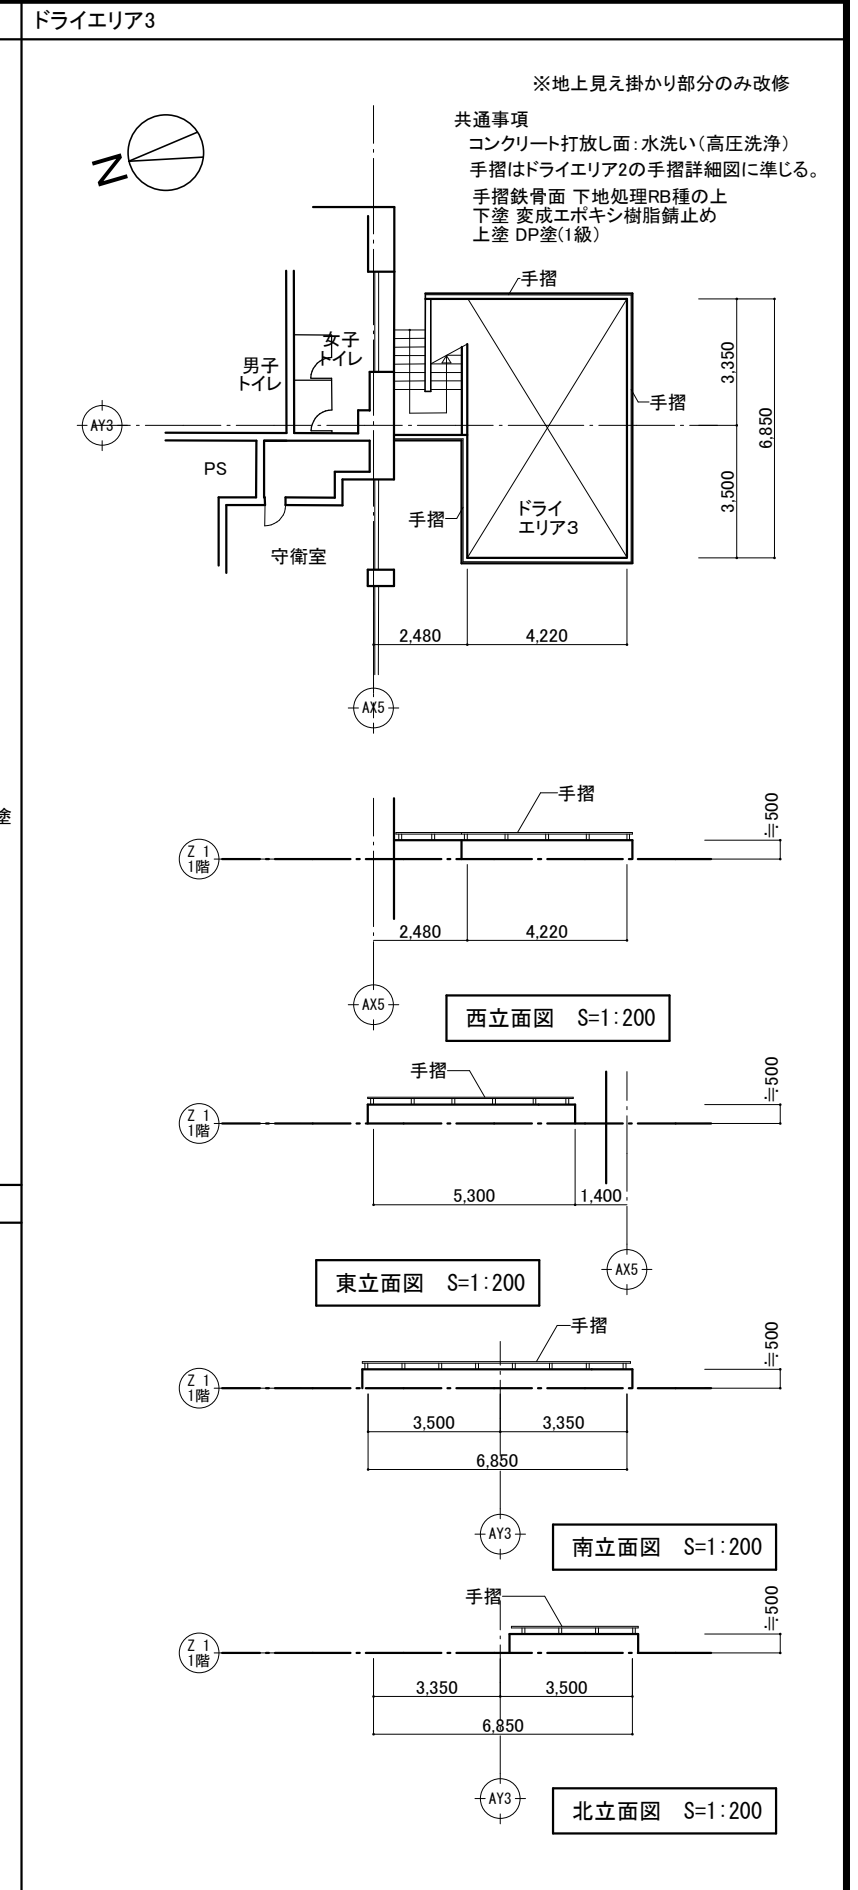 ドライエリア3
※地上見え掛かり部分のみ改修
共通事項
コンクリート打放し面：水洗い（高圧洗浄）
手摺はドライエリア2の手摺詳細図に準じる。
手摺鉄骨面 下地処理RB種の上
下塗 変成エポキシ樹脂錆止め
上塗 DP塗(1級)
N
手摺
女子
トイレ
男子
トイレ
手摺
3,350
6,850
3,500
AY3
PS
手摺
ドライ
エリア3
守衛室
2,480
4,220
AX5
塗
手摺
≒500
Z 1
1階
2,480
4,220
AX5
西立面図 S=1:200
手摺
≒500
Z 1
1階
5,300
1,400
AX5
東立面図 S=1:200
手摺
≒500
Z 1
1階
3,500
3,350
6,850
AY3
南立面図 S=1:200
手摺
≒500
Z 1
1階
3,350
3,500
6,850
AY3
北立面図 S=1:200